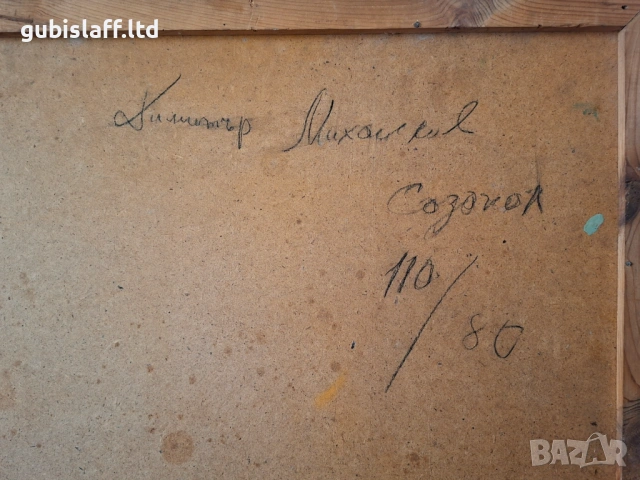 gubislaff.ltd
Димитър Михайлов
Созопол
110/80
BAZAR